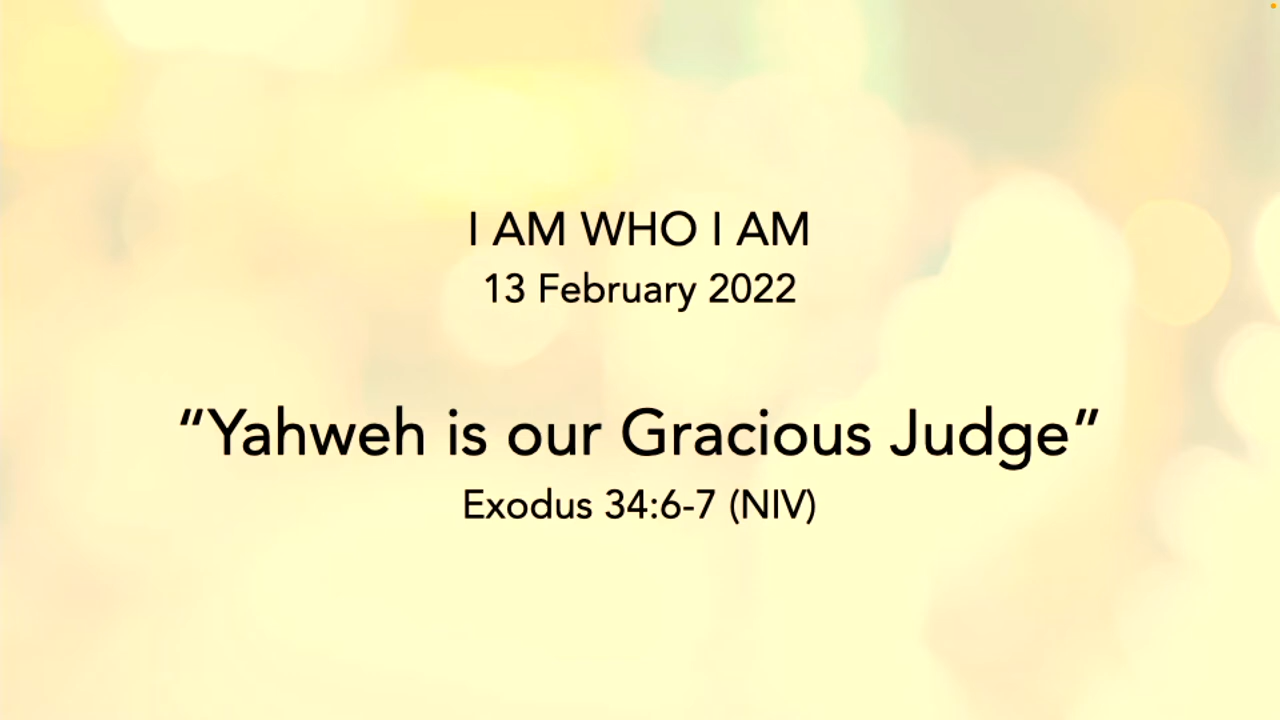 I AM WHO I AM
13 February 2022
“Yahweh is our Gracious Judge”
Exodus 34:6-7 (NIV)